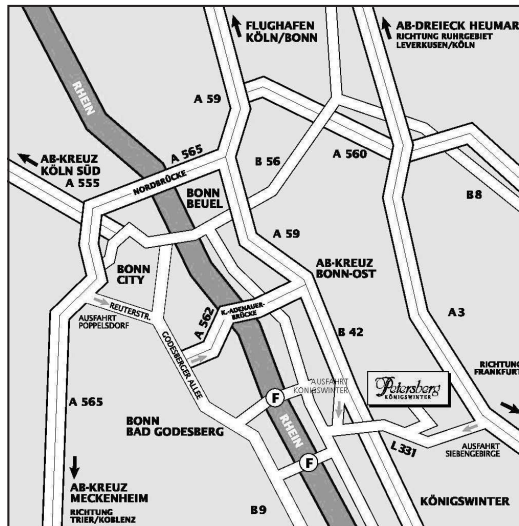 FLUGHAFEN
KÖLN/BONN
AB-DREIECK HEUMAR
RICHTUNG RUHRGEBIET
LEVERKUSEN/KÖLN
RHEIN
A 59
A 565
B 56
A 560
AB-KREUZ
KÖLN SÜD
A 555
NORDBRÜCKE
BONN
BEUEL
B 8
A 59
AB-KREUZ
BONN-OST
BONN
CITY
REUTERSTR.
AUSFAHRT
POPPELSDORF
A 562
K.-ADENAUER-
BRÜCKE
GODESBERGER ALLEE
B 42
A 3
RICHTUNG
FRANKFURT
AUSFAHRT
KÖNIGSWINTER
Petersberg
KÖNIGSWINTER
A 565
F
BONN
BAD GODESBERG
RHEIN
F
L 331
AUSFAHRT
SIEBENGEBIRGE
AB-KREUZ
MECKENHEIM
RICHTUNG
TRIER/KOBLENZ
B9
KÖNIGSWINTER